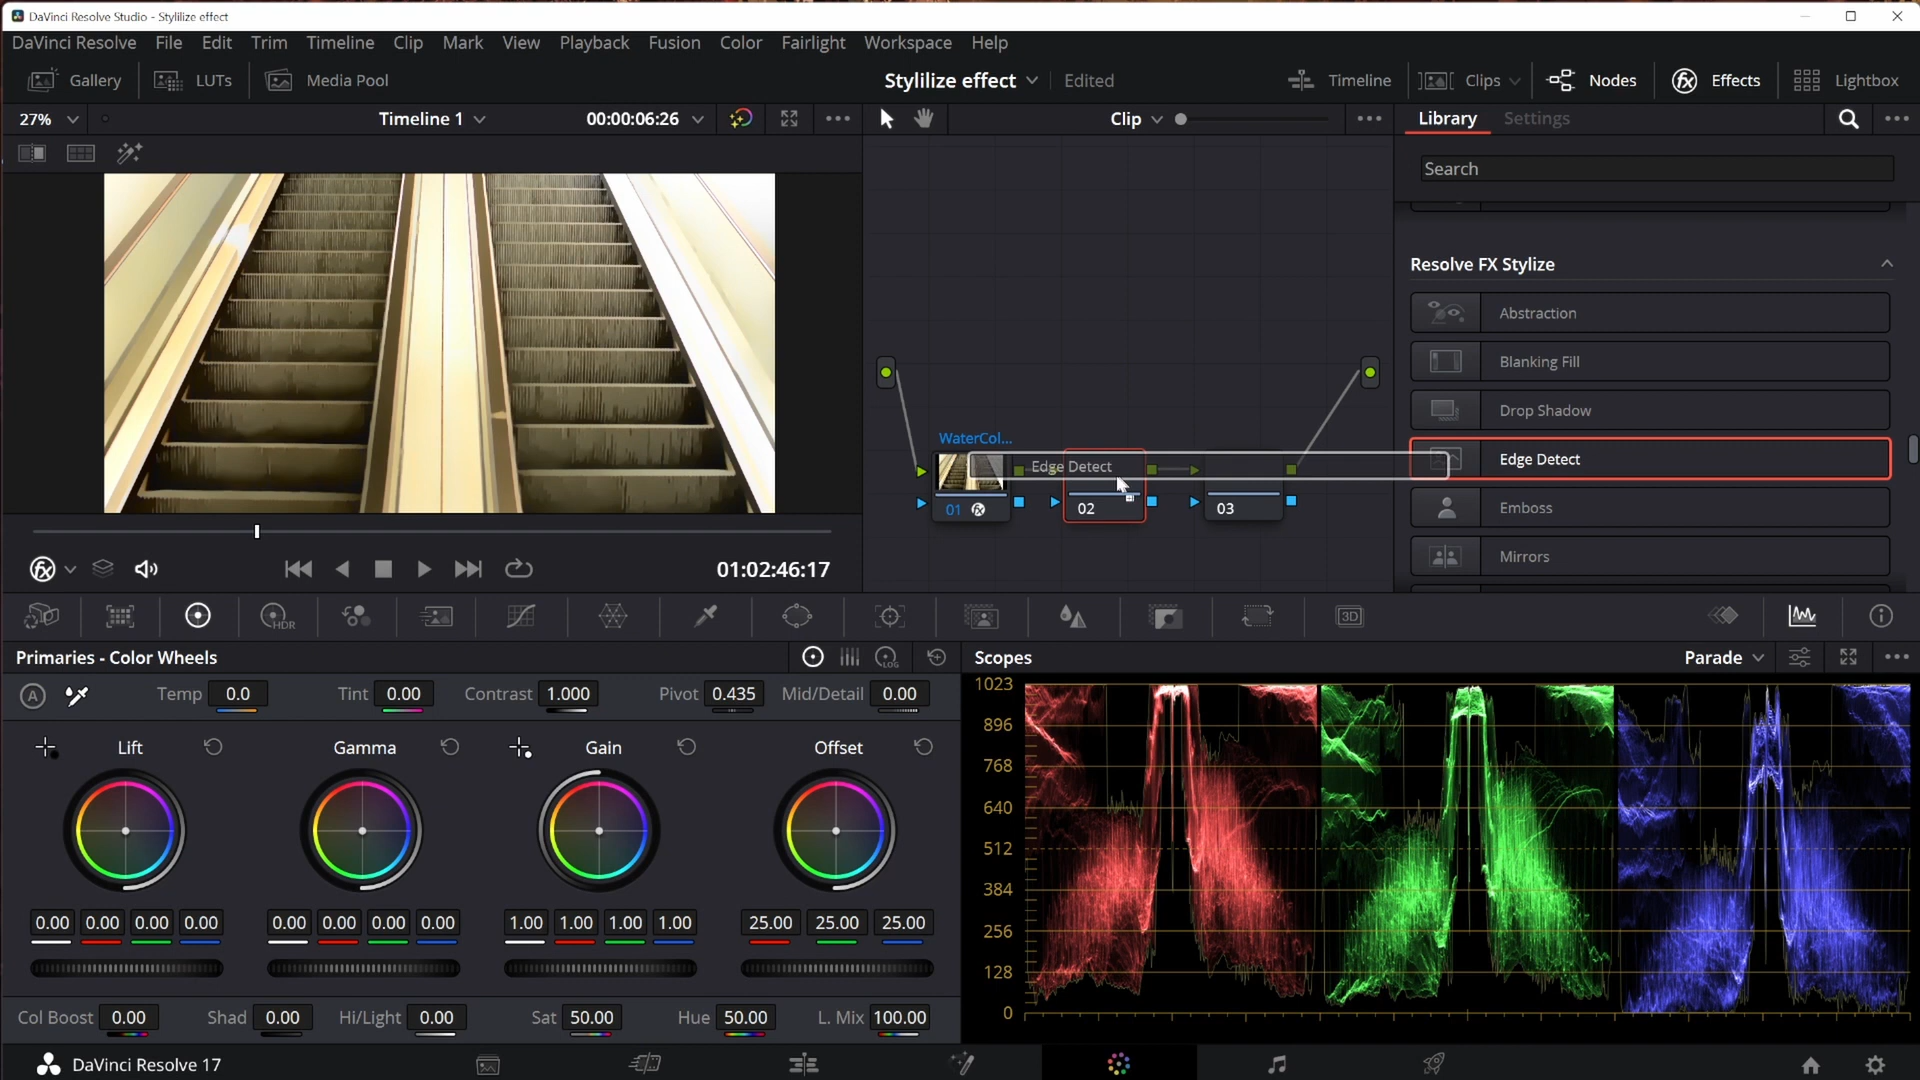 DaVinci Resolve Studio - Stylilize effect
DaVinci Resolve File Edit Trim Timeline Clip Mark View Playback Fusion Color Fairlight Workspace Help
Gallery LUTs Media Pool Stylilize effect Edited Timeline Clips Nodes Effects Lightbox
27% Timeline 1 00:00:06:26 Clip Library Settings
Search
Resolve FX Stylize
Abstraction
Blanking Fill
Drop Shadow
WaterCol...
Edge Detect Edge Detect
01 02 03 Emboss
Mirrors
01:02:46:17
HDR 3D
Primaries - Color Wheels LOG Scopes Parade
A Temp 0.0 Tint 0.00 Contrast 1.000 Pivot 0.435 Mid/Detail 0.00
Lift Gamma Gain Offset
0.00 0.00 0.00 0.00 0.00 0.00 0.00 0.00 1.00 1.00 1.00 1.00 25.00 25.00 25.00
Col Boost 0.00 Shad 0.00 Hi/Light 0.00 Sat 50.00 Hue 50.00 L. Mix 100.00
1023
896
768
640
512
384
256
128
0
DaVinci Resolve 17